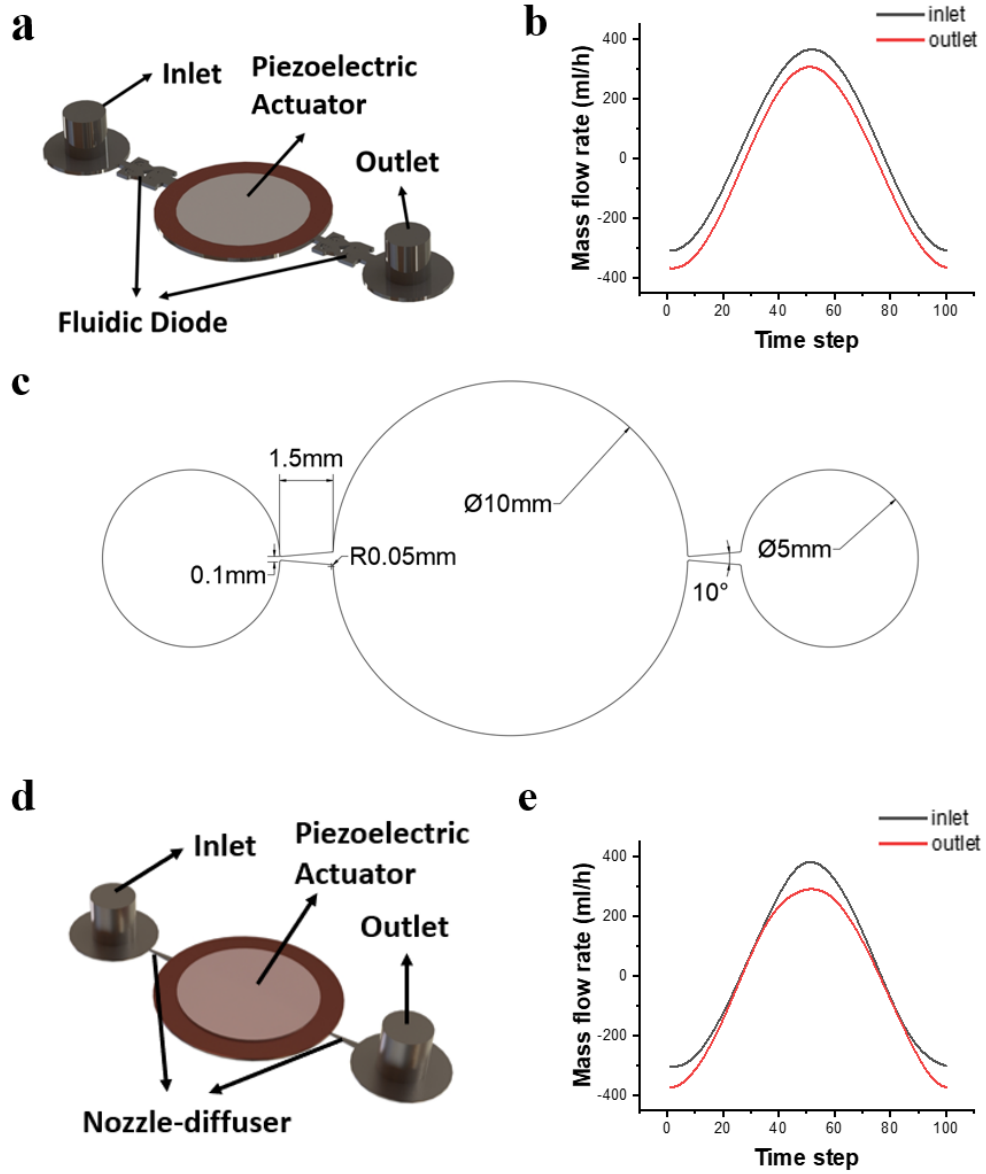 a
Inlet
Piezoelectric
Actuator
Outlet
Fluidic Diode
b
inlet
outlet
Mass flow rate (ml/h)
400
200
0
-200
-400
0 20 40 60 80 100
Time step
c
1.5mm
0.1mm
R0.05mm
Ø10mm
10°
Ø5mm
d
Inlet
Piezoelectric
Actuator
Outlet
Nozzle-diffuser
e
inlet
outlet
Mass flow rate (ml/h)
400
200
0
-200
-400
0 20 40 60 80 100
Time step